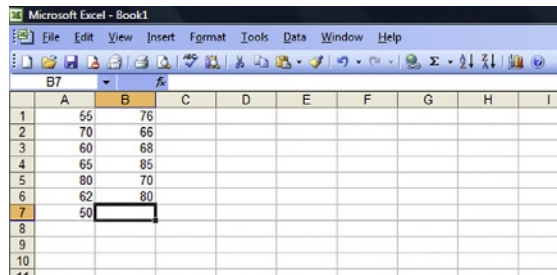 Microsoft Excel - Book1
File Edit View Insert Format Tools Data Window Help
B7 fx
A B C D E F G H I
1 55 76
2 70 66
3 60 68
4 65 85
5 80 70
6 62 80
7 50
8
9
10